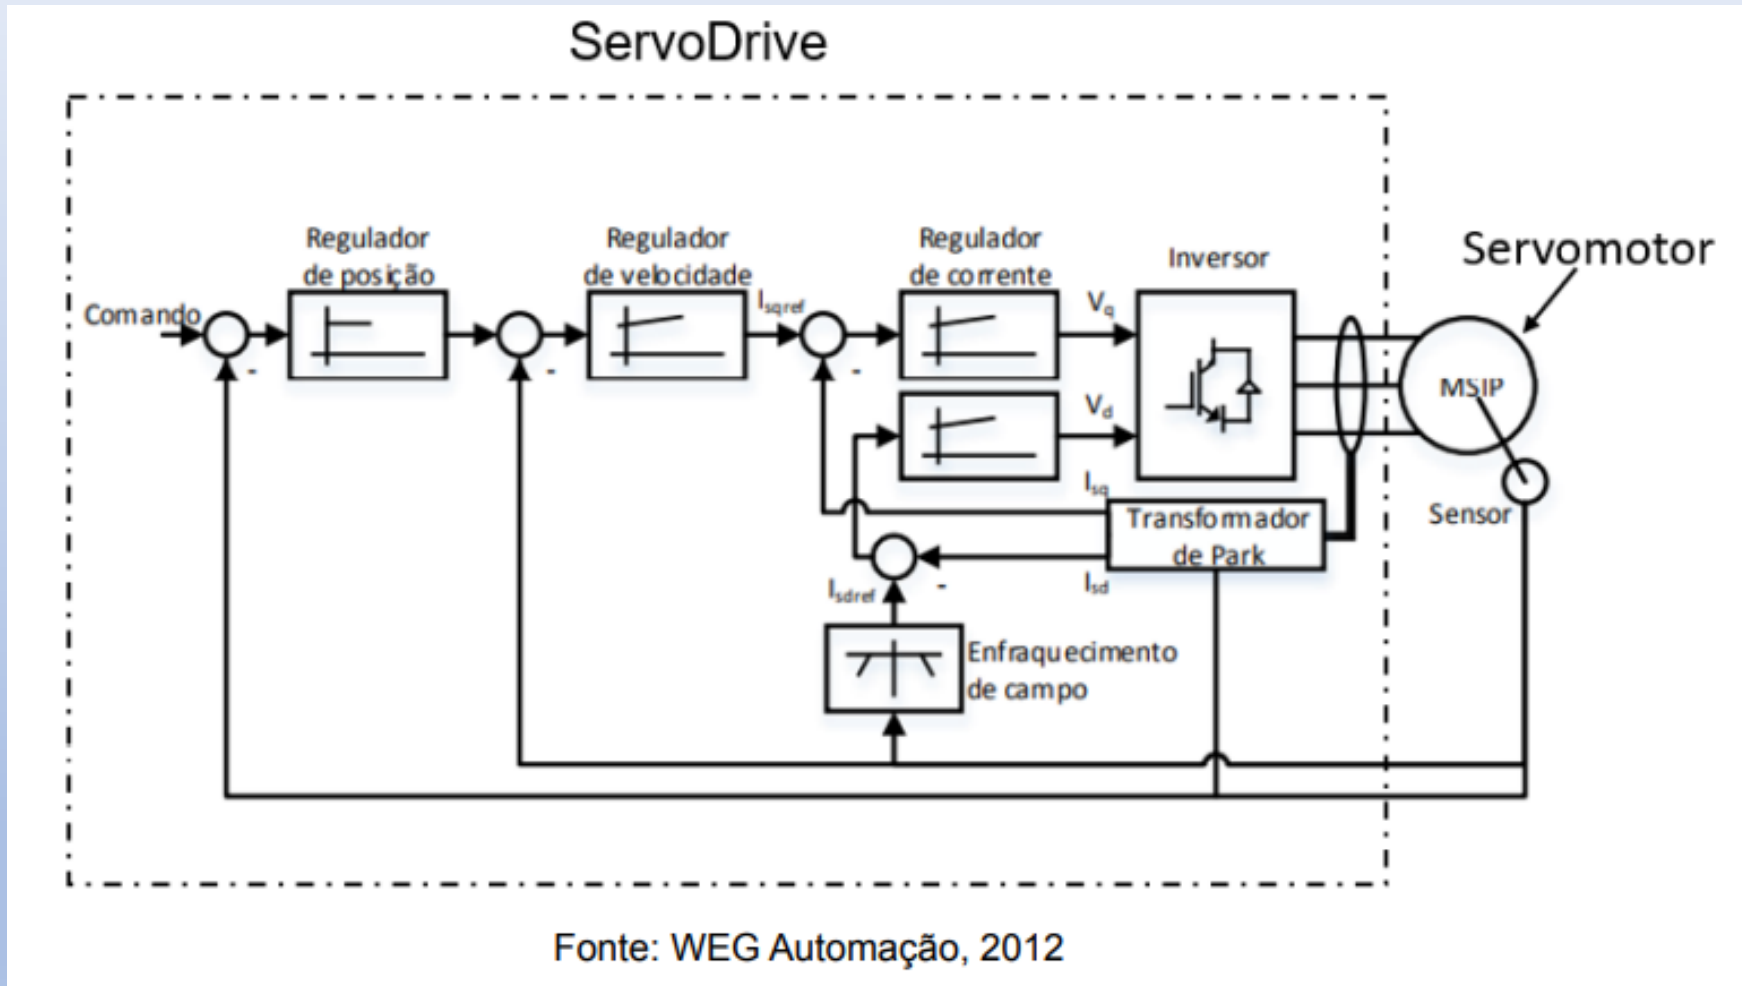 ServoDrive
Regulador
de posição
Regulador
de velocidade
Regulador
de corrente
Inversor
Servomotor
Comando
-
-
Isqref
-
Vq
Vd
MSIP
Sensor
Isq
Transformador
de Park
Isd
-
Isdref
Enfraquecimento
de campo
Fonte: WEG Automação, 2012